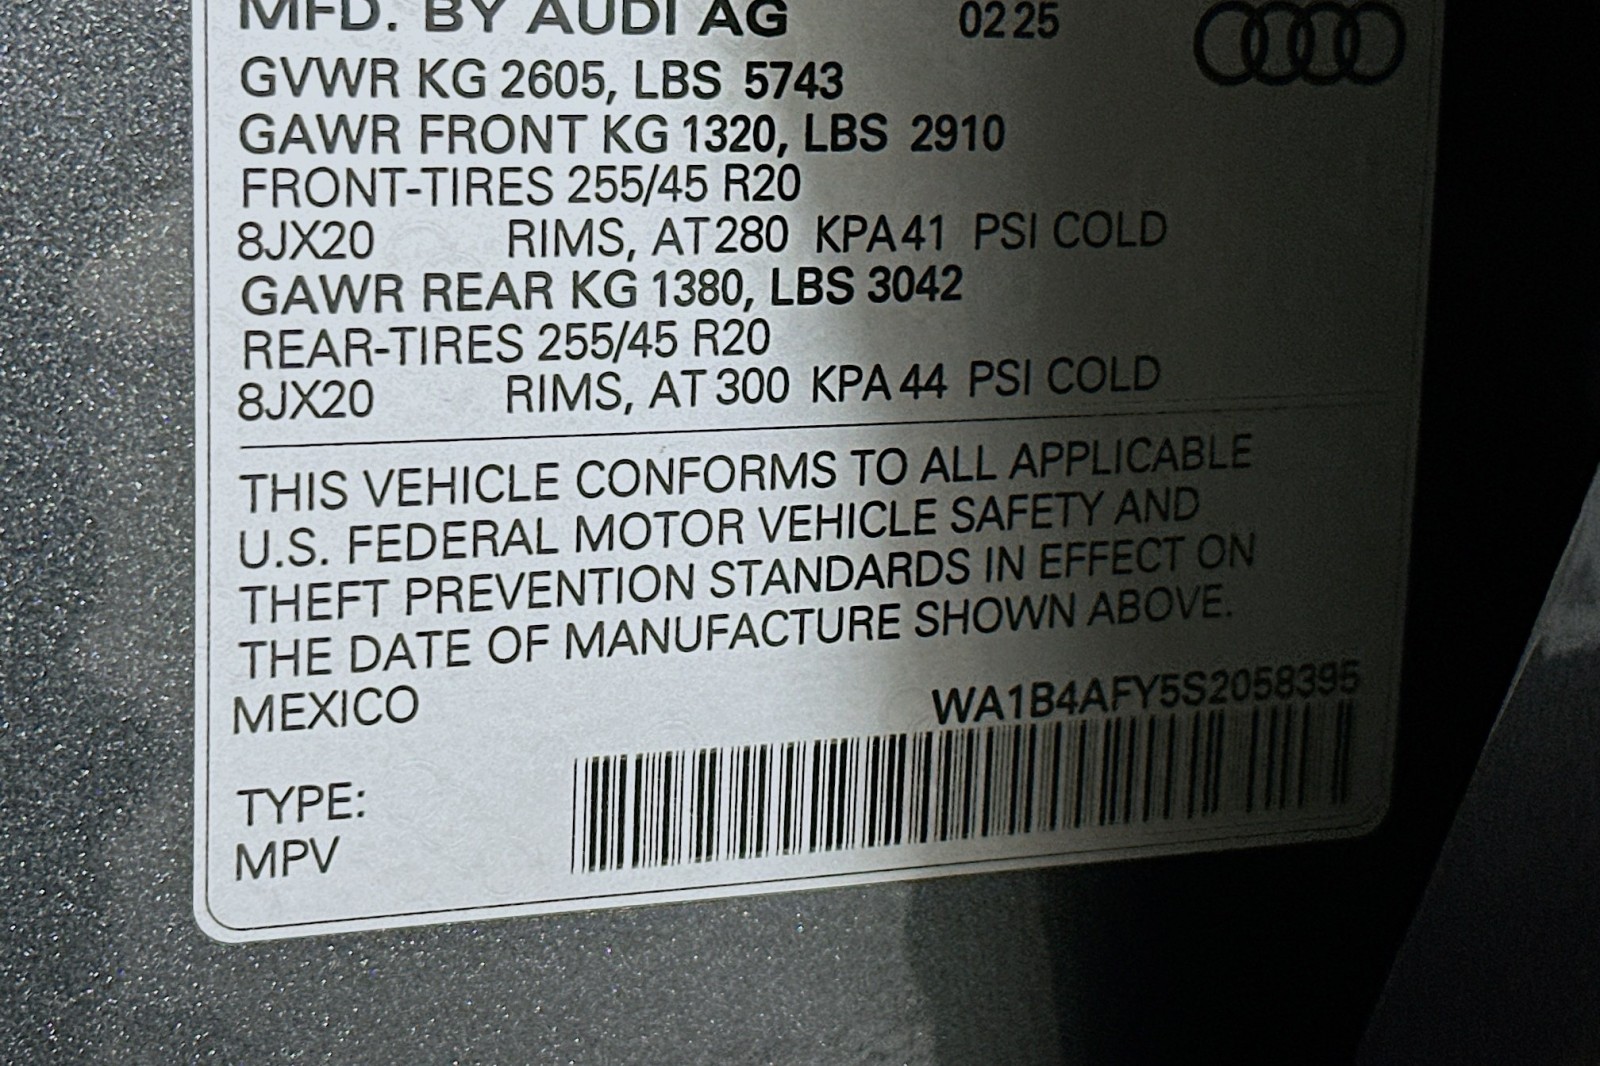 MFD. BY AUDI AG 02 25
GVWR KG 2605, LBS 5743
GAWR FRONT KG 1320, LBS 2910
FRONT-TIRES 255/45 R20
8JX20 RIMS, AT 280 KPA 41 PSI COLD
GAWR REAR KG 1380, LBS 3042
REAR-TIRES 255/45 R20
8JX20 RIMS, AT 300 KPA 44 PSI COLD
THIS VEHICLE CONFORMS TO ALL APPLICABLE
U.S. FEDERAL MOTOR VEHICLE SAFETY AND
THEFT PREVENTION STANDARDS IN EFFECT ON
THE DATE OF MANUFACTURE SHOWN ABOVE.
MEXICO WA1B4AFY5S2058395
TYPE:
MPV